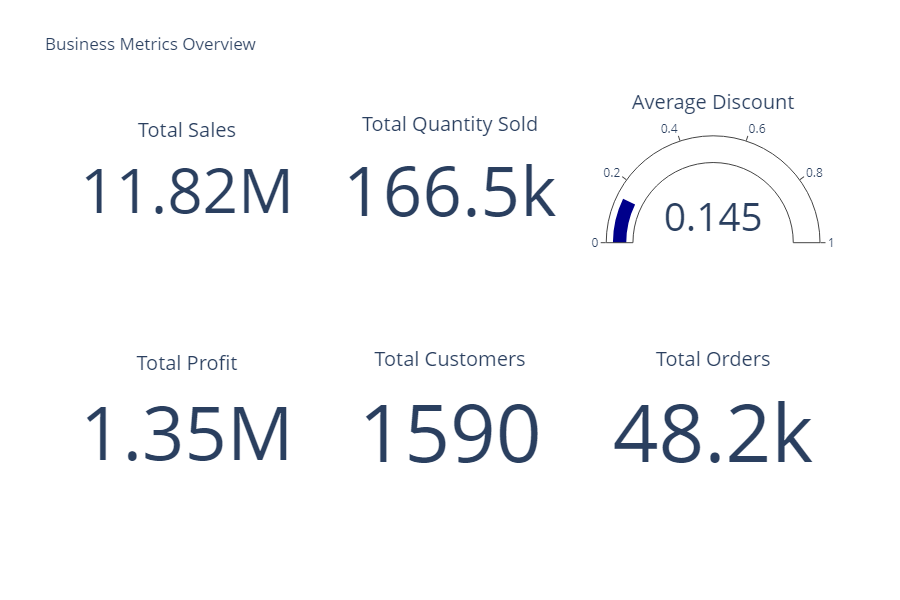 Business Metrics Overview
Total Sales
11.82M
Total Quantity Sold
166.5k
Average Discount
0
0.2
0.4
0.6
0.8
1
0.145
Total Profit
1.35M
Total Customers
1590
Total Orders
48.2k